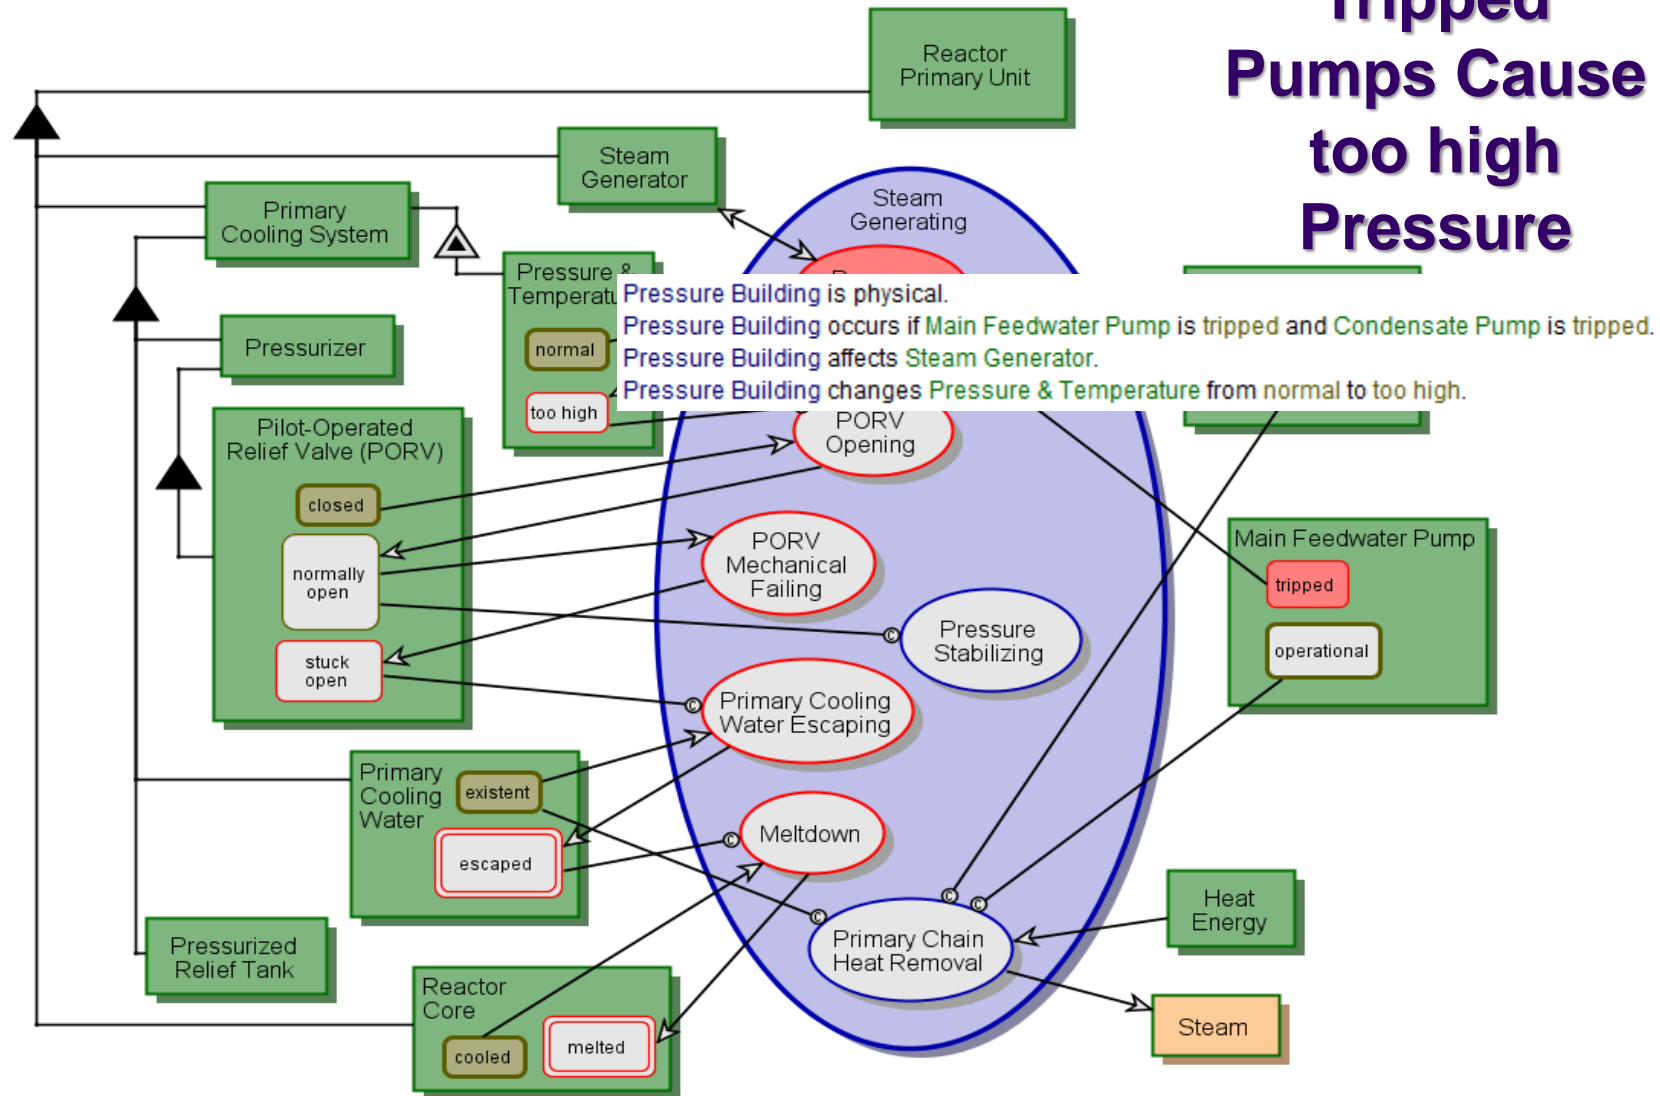 Tripped
Pumps Cause
too high
Pressure
Reactor
Primary Unit
Steam
Generator
Primary
Cooling System
Steam
Generating
Pressure &
Pressure Building is physical.
Pressure Building occurs if Main Feedwater Pump is tripped and Condensate Pump is tripped.
Pressure Building affects Steam Generator.
Pressure Building changes Pressure & Temperature from normal to too high.
Pressurizer
normal
too high
Pilot-Operated
Relief Valve (PORV)
closed
normally
open
stuck
open
PORV
Opening
PORV
Mechanical
Failing
Pressure
Stabilizing
Main Feedwater Pump
tripped
operational
Primary Cooling
Water Escaping
Primary
Cooling
Water
existent
escaped
Meltdown
Heat
Energy
Primary Chain
Heat Removal
Pressurized
Relief Tank
Reactor
Core
cooled
melted
Steam
C
C
C
C
C
C